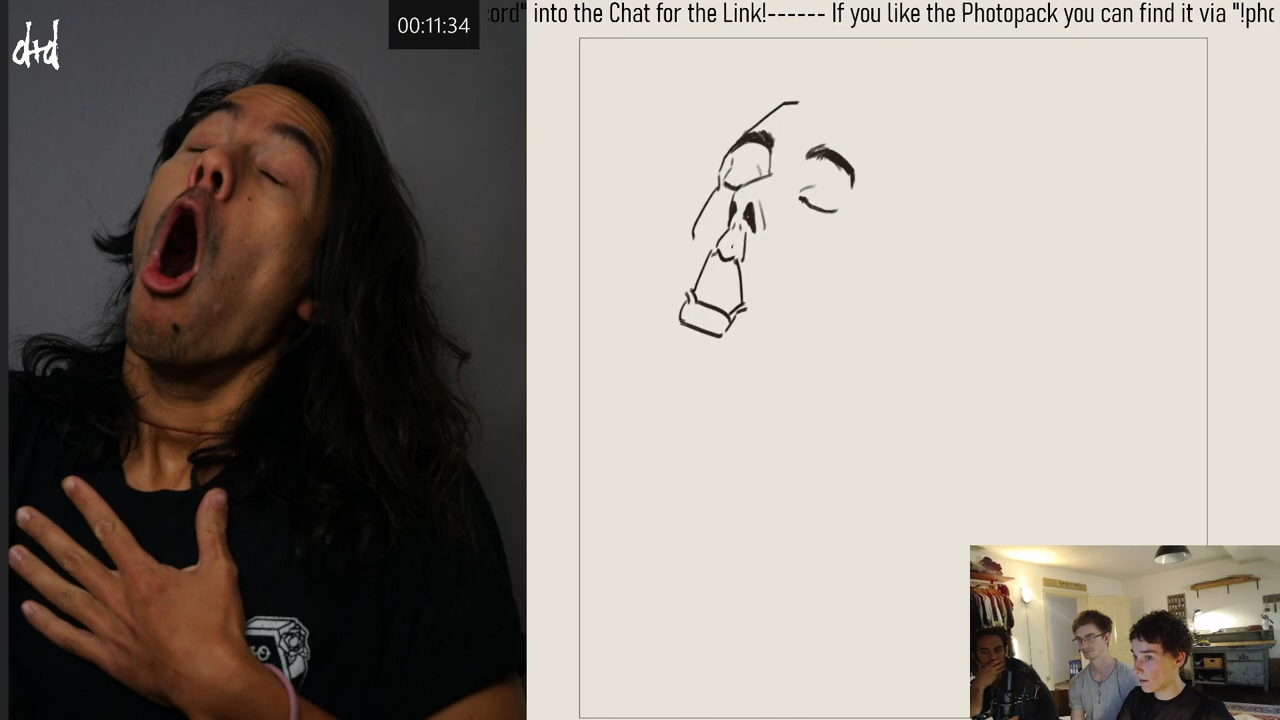 ord" into the Chat for the Link!------ If you like the Photopack you can find it via "!pho
00:11:34
d+d